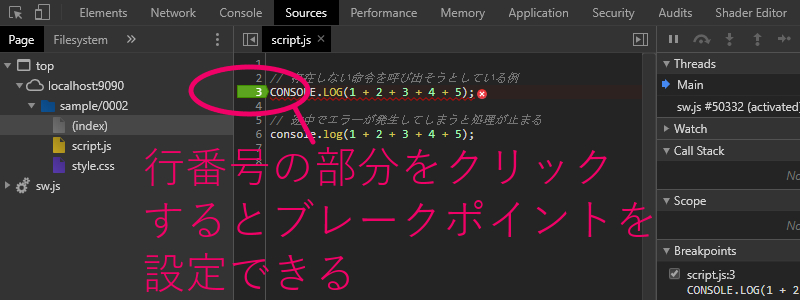 Elements Console Sources Performance Memory Application Security Audits Shader Editor
Page Filesystem » script.js ×
top
localhost:9090
sample/0002
(index)
script.js
style.css
sw.js
1
2 // 存在しない命令を呼び出そうとしている例
3 CONSOLE.LOG(1 + 2 + 3 + 4 + 5);
4
5 // 途中でエラーが発生してしまうと処理が止まる
6 console.log(1 + 2 + 3 + 4 + 5);
7
8
行番号の部分をクリック
するとブレークポイントを
設定できる
Threads
Main
sw.js #50332 (activated)
Watch
Call Stack
No
Scope
No
Breakpoints
script.js:3
CONSOLE.LOG(1 + 2